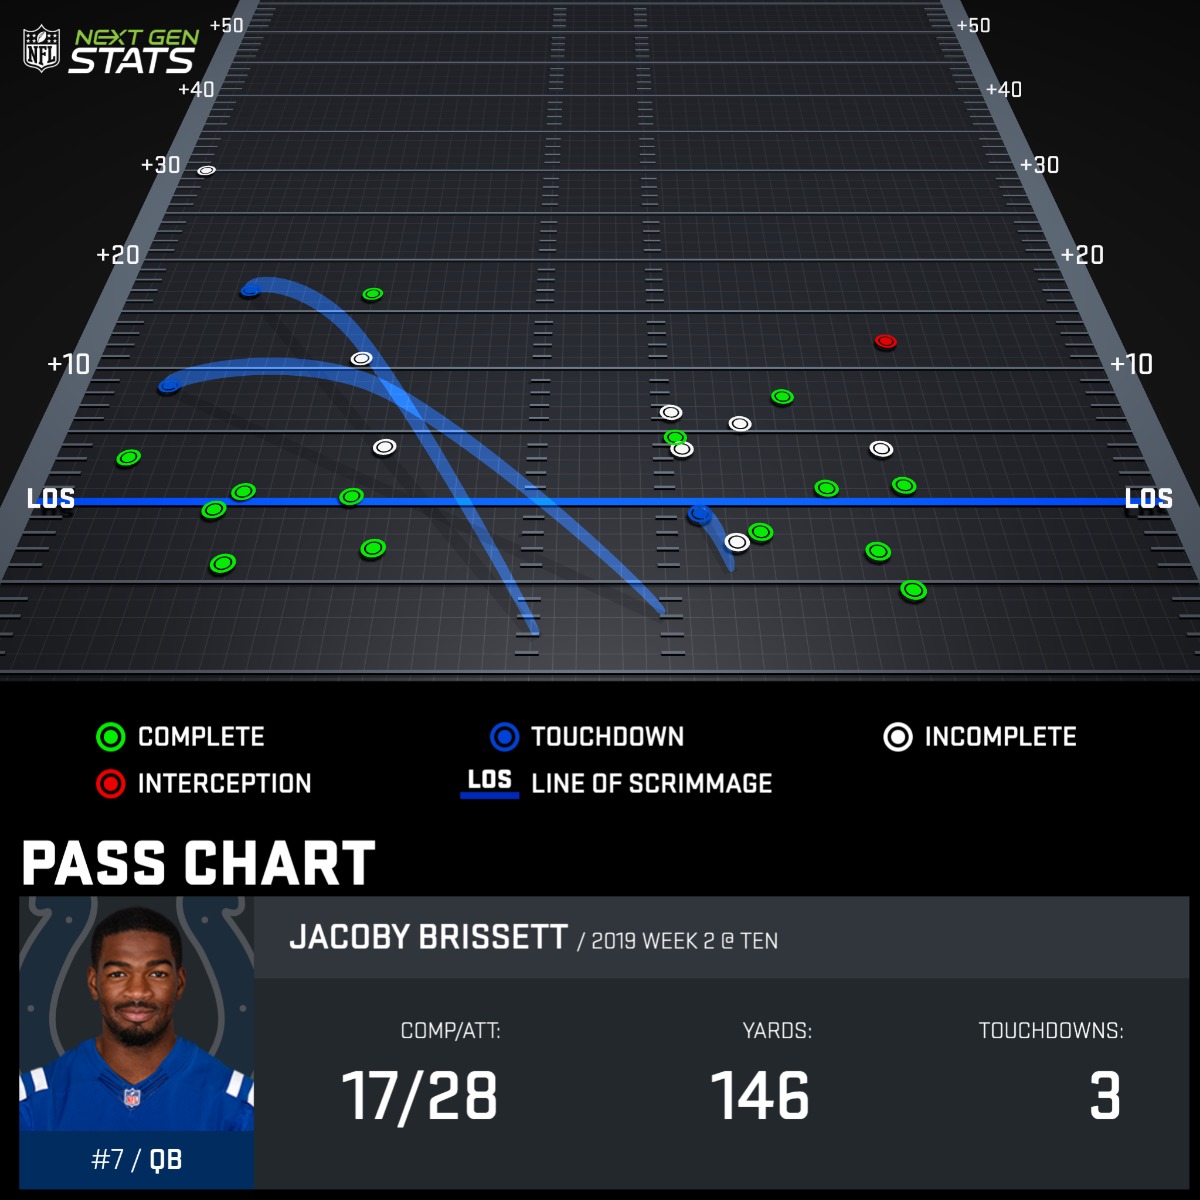 NFL
NEXT GEN
STATS
+50 +50
+40 +40
+30 +30
+20 +20
+10 +10
LOS LOS
COMPLETE TOUCHDOWN INCOMPLETE
INTERCEPTION LOS LINE OF SCRIMMAGE
PASS CHART
JACOBY BRISSETT / 2019 WEEK 2 @ TEN
COMP/ATT: YARDS: TOUCHDOWNS:
17/28 146 3
#7 / QB